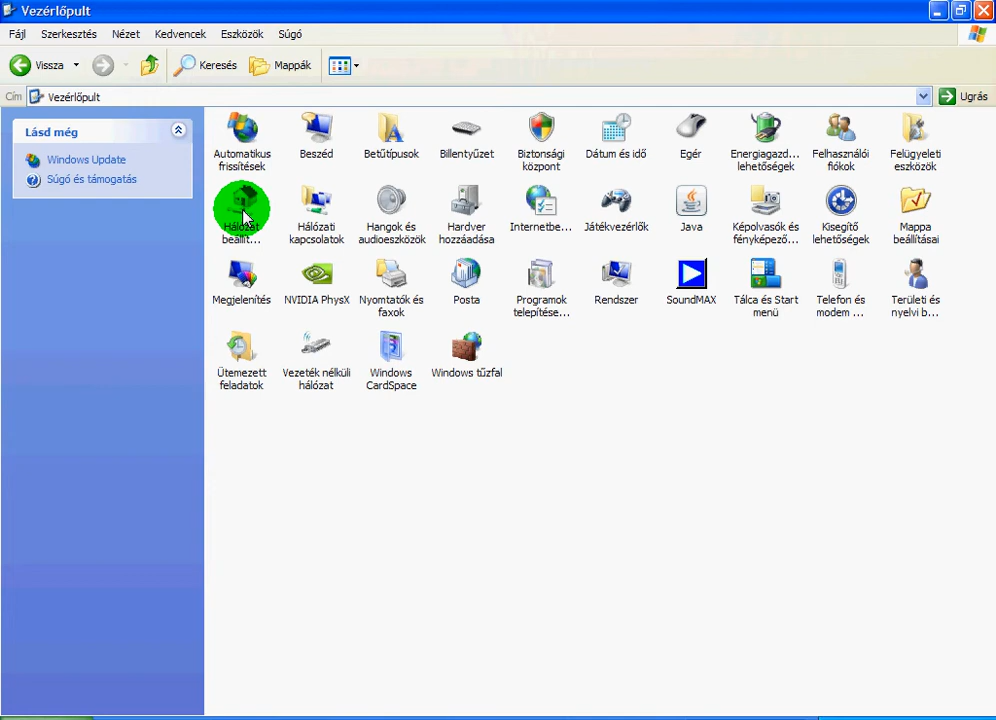 Vezérlőpult
Fájl Szerkesztés Nézet Kedvencek Eszközök Súgó
Vissza Keresés Mappák
Cím Vezérlőpult Ugrás
Lásd még
Windows Update
Súgó és támogatás
Automatikus frissítések
Beszéd
Betűtípusok
Billentyűzet
Biztonsági központ
Dátum és idő
Egér
Energiagazd... lehetőségek
Felhasználói fiókok
Felügyeleti eszközök
Hálózat beállít...
Hálózati kapcsolatok
Hangok és audioeszközök
Hardver hozzáadása
Internetbe...
Játékvezérlők
Java
Képolvasók és fényképező...
Kisegítő lehetőségek
Mappa beállításai
Megjelenítés
NVIDIA PhysX
Nyomtatók és faxok
Posta
Programok telepítése...
Rendszer
SoundMAX
Tálca és Start menü
Telefon és modem ...
Területi és nyelvi b...
Ütemezett feladatok
Vezeték nélküli hálózat
Windows CardSpace
Windows tűzfal